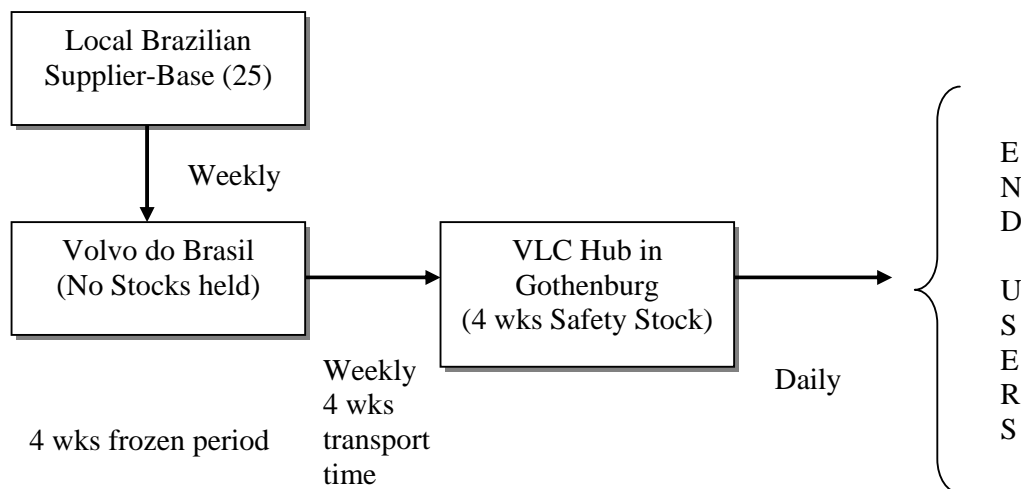 Local Brazilian
Supplier-Base (25)
Weekly
Volvo do Brasil
(No Stocks held)
VLC Hub in
Gothenburg
(4 wks Safety Stock)
Weekly
4 wks
transport
time
4 wks frozen period
Daily
E
N
D
U
S
E
R
S